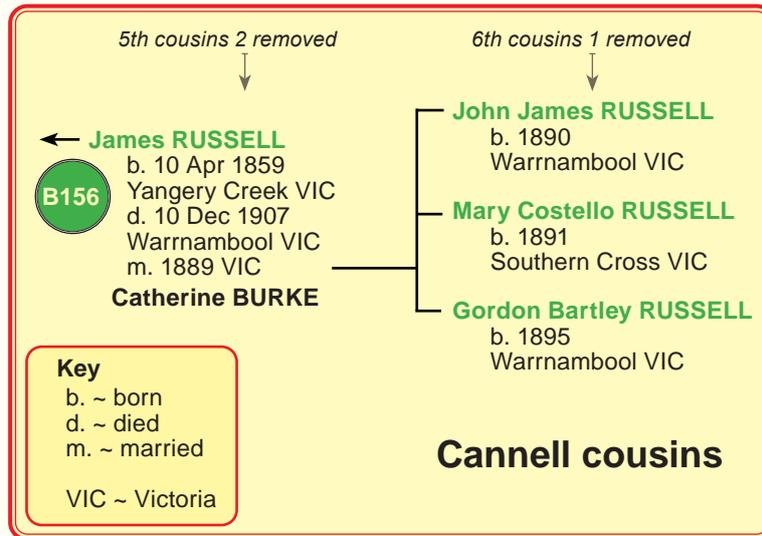 5th cousins 2 removed
6th cousins 1 removed
James RUSSELL
B156
b. 10 Apr 1859
Yangery Creek VIC
d. 10 Dec 1907
Warrnambool VIC
m. 1889 VIC
Catherine BURKE
John James RUSSELL
b. 1890
Warrnambool VIC
Mary Costello RUSSELL
b. 1891
Southern Cross VIC
Gordon Bartley RUSSELL
b. 1895
Warrnambool VIC
Key
b. ~ born
d. ~ died
m. ~ married
VIC ~ Victoria
Cannell cousins